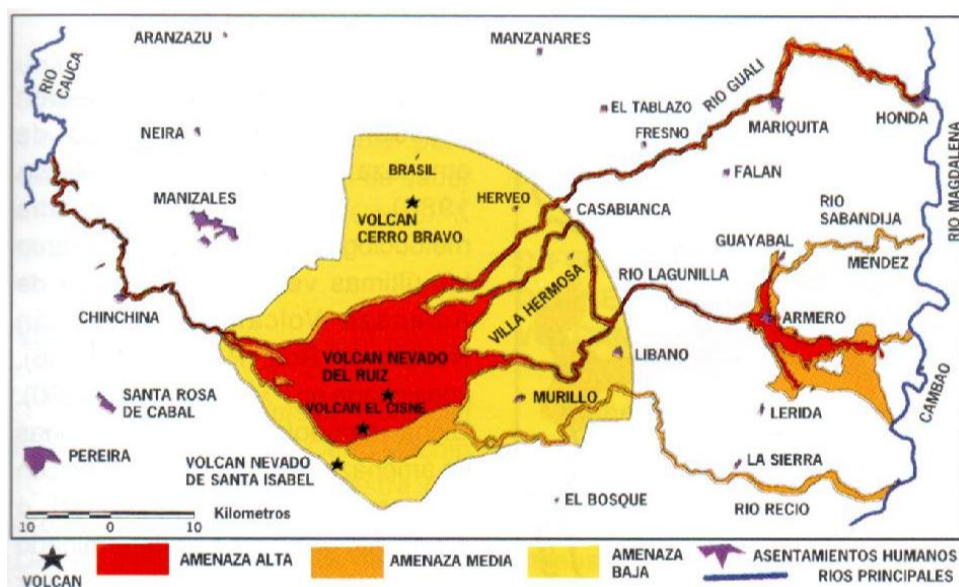 ARANZAZU
MANZANARES
RIO CAUCA
RIO GUALI
EL TABLAZO
HONDA
NEIRA
FRESNO
MARIQUITA
BRASIL
FALAN
MANIZALES
HERVEO
RIO MAGDALENA
VOLCAN
CERRO BRAVO
CASABIANCA
RIO
SABANDIJA
GUAYABAL
MENDEZ
RIO LAGUNILLA
VILLA HERMOSA
CHINCHINA
ARMERO
VOLCAN NEVADO
DEL RUIZ
LIBANO
SANTA ROSA
DE CABAL
VOLCAN EL CISNE
MURILLO
CAMBAO
LERIDA
PEREIRA
VOLCAN NEVADO
DE SANTA ISABEL
LA SIERRA
EL BOSQUE
RIO RECIO
10 0 10 Kilometros
VOLCAN
AMENAZA ALTA
AMENAZA MEDIA
AMENAZA
BAJA
ASENTAMIENTOS HUMANOS
RIOS PRINCIPALES